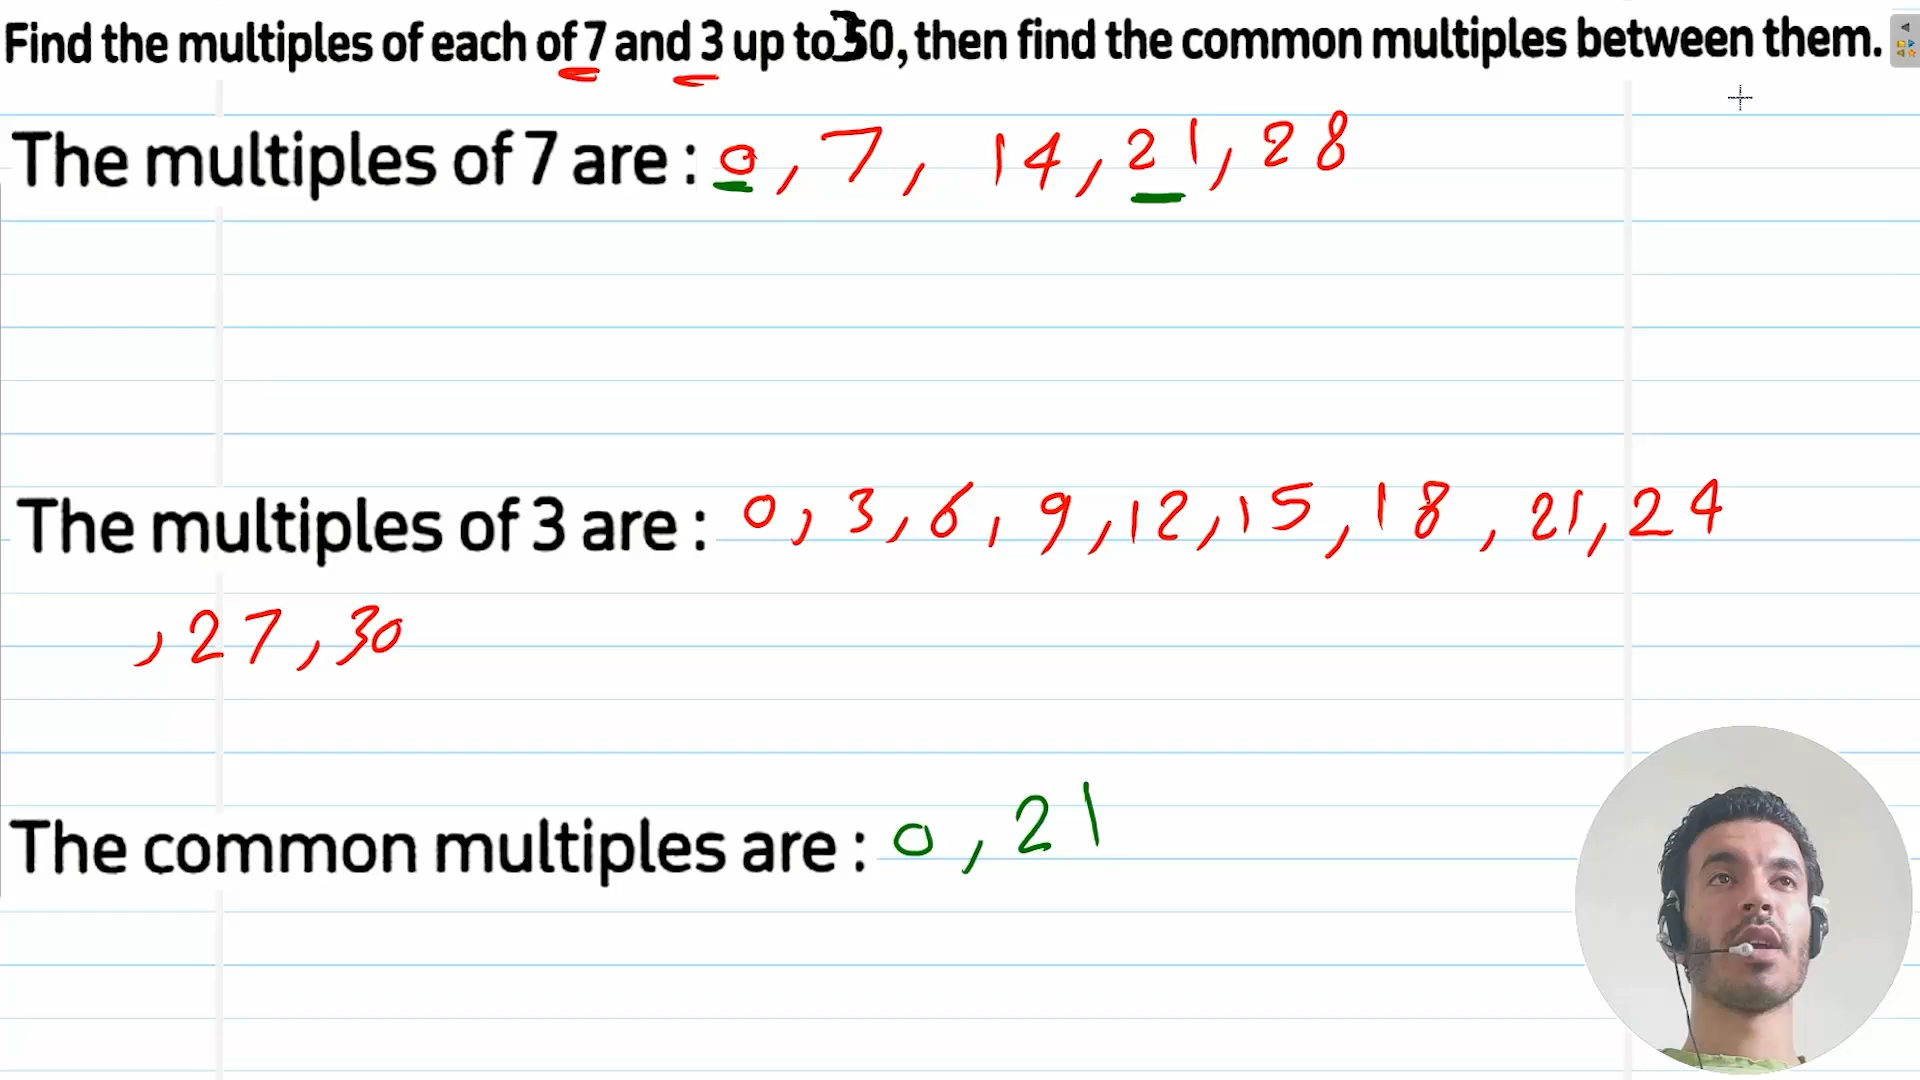 Find the multiples of each of 7 and 3 up to 30, then find the common multiples between them.
The multiples of 7 are : 0, 7, 14, 21, 28
The multiples of 3 are : 0, 3, 6, 9, 12, 15, 18, 21, 24
, 27, 30
The common multiples are : 0, 21